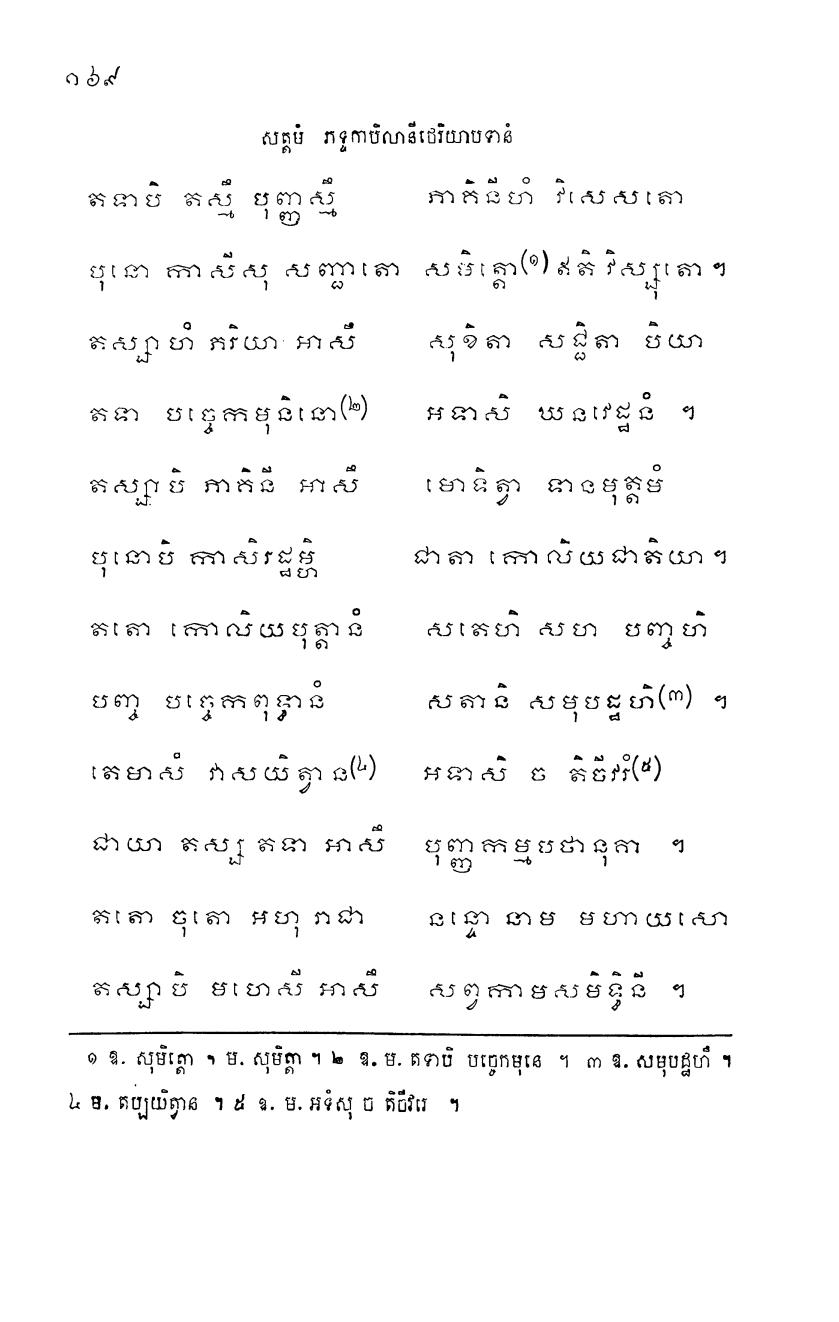 ១៦៩
សត្តមំ ភទ្ទកាបិលានីថេរិយាបទានំ
តទាបិ តស្មឹ បុញ្ញស្មឹ ភាគិនីហំ វិសេសតោ
បុនោ កាសីសុ សញ្ជាតោ សមិត្តោ(១) ឥតិ វិស្សុតោ ។
តស្សាហំ ភរិយា អាសឹ សុខិតា សជ្ជិតា បិយា
តទា បច្ចេកមុនិនោ(២) អទាសិ ឃនវេដ្ឋនំ ។
តស្សាបិ ភាគិនី អាសឹ មោទិត្វា ទានមុត្តមំ
បុនោបិ កាសិរដ្ឋម្ហិ ជាតា កោលិយជាតិយា ។
តតោ កោលិយបុត្តានំ សតេហិ សហ បញ្ចហិ
បញ្ច បច្ចេកពុទ្ធានំ សតានិ សមុបដ្ឋហិ(៣) ។
តេមាសំ វាសយិត្វាន(៤) អទាសិ ច តិចីវរំ(៥)
ជាយា តស្ស តទា អាសឹ បុញ្ញកម្មបថានុគា ។
តតោ ចុតោ អហុ រាជា នន្ទោ នាម មហាយសោ
តស្សាបិ មហេសី អាសឹ សព្វកាមសមិទ្ធិនី ។
១ ឱ. សុមិត្តោ ។ ម. សុមិត្តា ។ ២ ឱ. ម. តទាបិ បច្ចេកមុនេ ។ ៣ ឱ. សមុបដ្ឋហឹ ។
៤ ម. តប្បយិត្វាន ។ ៥ ឱ. ម. អទំសុ ច តិចីវរេ ។